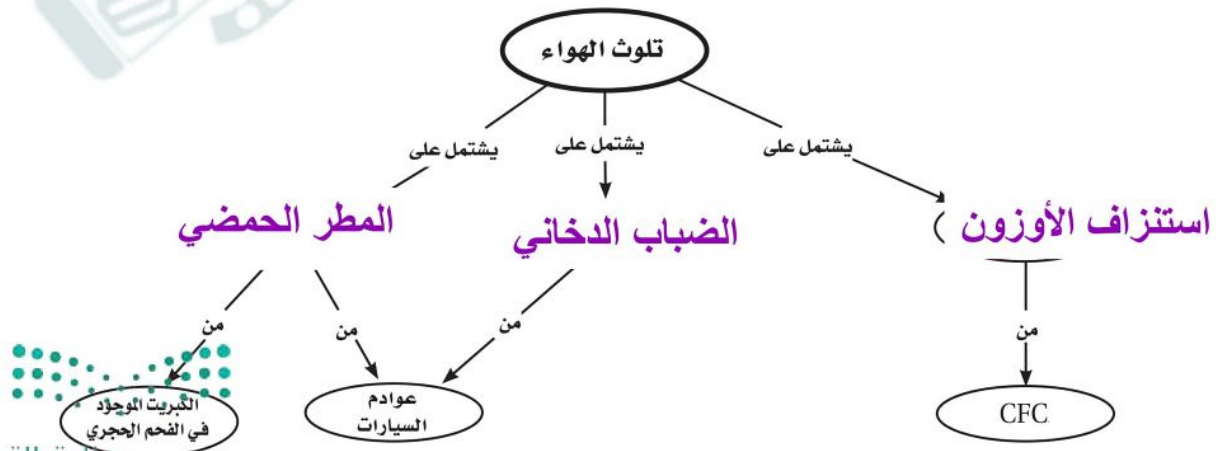 تلوث الهواء
يشتمل على
يشتمل على
يشتمل على
استنزاف الأوزون
الضباب الدخاني
المطر الحمضي
من
من
من
من
CFC
عوادم
السيارات
الكبريت الموجود
في الفحم الحجري